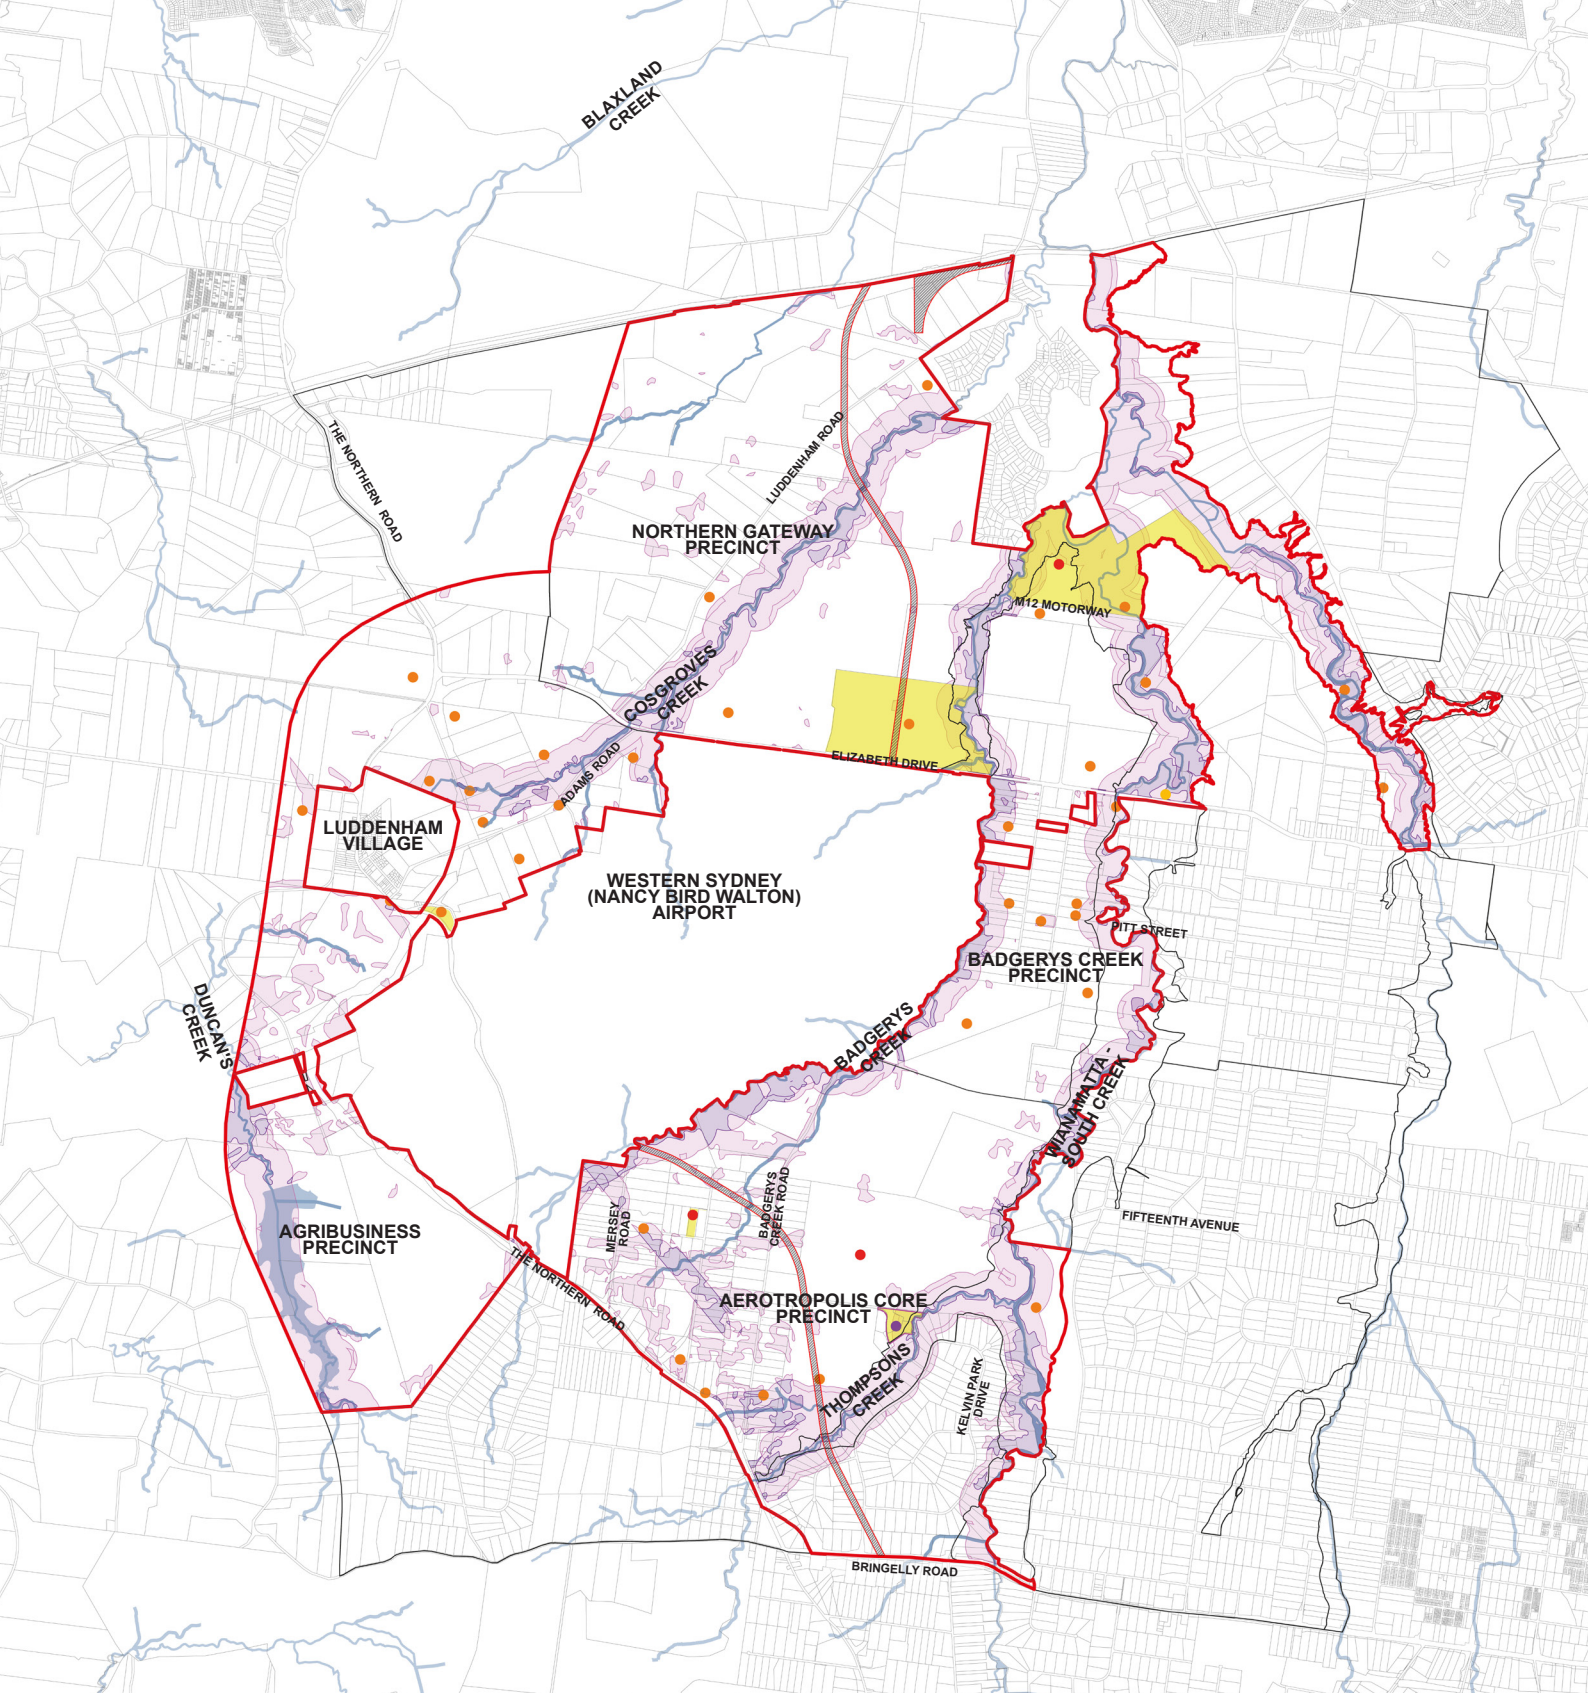 BLAXLAND
CREEK
THE NORTHERN ROAD
LUDDENHAM ROAD
NORTHERN GATEWAY
PRECINCT
M12 MOTORWAY
COSGROVES
CREEK
ELIZABETH DRIVE
ADAMS ROAD
LUDDENHAM
VILLAGE
WESTERN SYDNEY
(NANCY BIRD WALTON)
AIRPORT
PITT STREET
BADGERYS CREEK
PRECINCT
DUNCAN'S
CREEK
BADGERYS
CREEK
WIANAMATTA -
SOUTH CREEK
MERSEY
ROAD
BADGERYS
CREEK ROAD
FIFTEENTH AVENUE
AGRIBUSINESS
PRECINCT
THE NORTHERN ROAD
AEROTROPOLIS CORE
PRECINCT
THOMPSONS
CREEK
KELVIN PARK
DRIVE
BRINGELLY ROAD